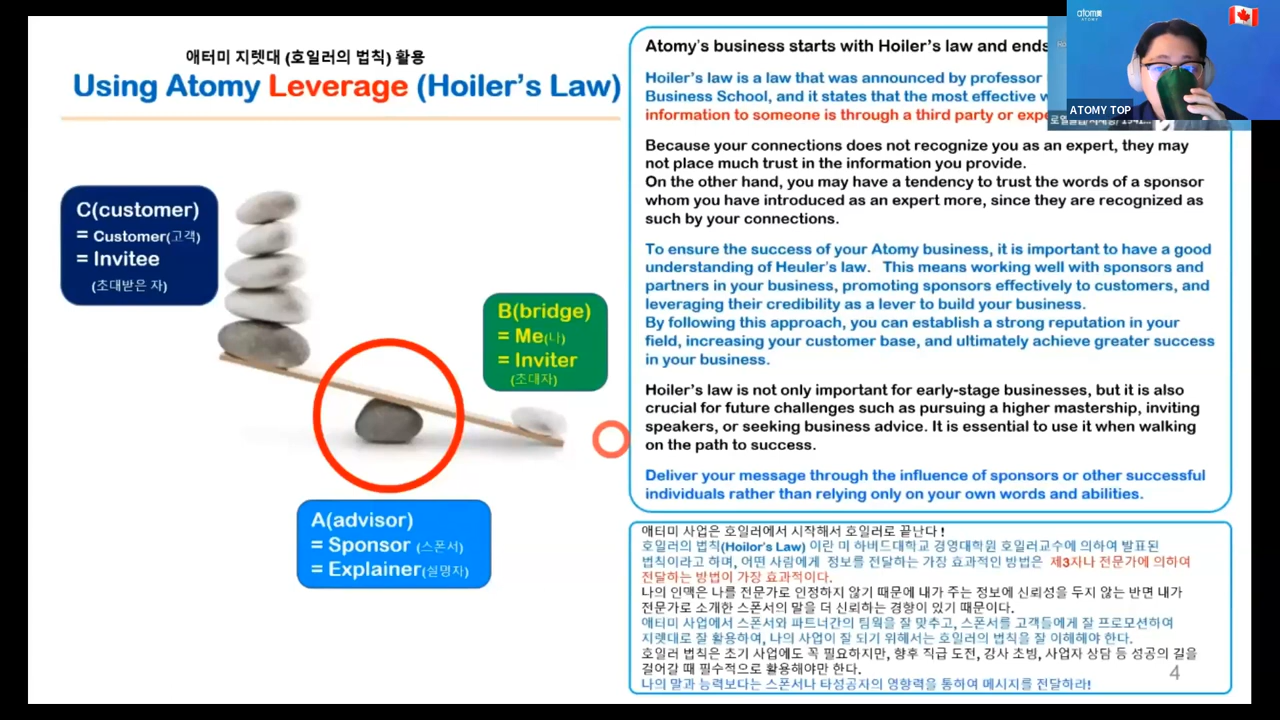 애터미 지렛대 (호일러의 법칙) 활용
Using Atomy Leverage (Hoiler's Law)
C(customer)
= Customer(고객)
= Invitee
(초대받은 자)
B(bridge)
= Me(나)
= Inviter
(초대자)
A(advisor)
= Sponsor (스폰서)
= Explainer(설명자)
Atomy's business starts with Hoiler's law and ends
Hoiler's law is a law that was announced by professor
Business School, and it states that the most effective
information to someone is through a third party or
Because your connections does not recognize you as an expert, they may
not place much trust in the information you provide.
On the other hand, you may have a tendency to trust the words of a sponsor
whom you have introduced as an expert more, since they are recognized as
such by your connections.
To ensure the success of your Atomy business, it is important to have a good
understanding of Heuler's law. This means working well with sponsors and
partners in your business, promoting sponsors effectively to customers, and
leveraging their credibility as a lever to build your business.
By following this approach, you can establish a strong reputation in your
field, increasing your customer base, and ultimately achieve greater success
in your business.
Hoiler's law is not only important for early-stage businesses, but it is also
crucial for future challenges such as pursuing a higher mastership, inviting
speakers, or seeking business advice. It is essential to use it when walking
on the path to success.
Deliver your message through the influence of sponsors or other successful
individuals rather than relying only on your own words and abilities.
애터미 사업은 호일러에서 시작해서 호일러로 끝난다 !
호일러의 법칙(Hoilor's Law) 이란 미 하버드대학교 경영대학원 호일러교수에 의하여 발표된
법칙이라고 하며, 어떤 사람에게 정보를 전달하는 가장 효과적인 방법은 제3자나 전문가에 의하여
전달하는 방법이 가장 효과적이다.
나의 인맥은 나를 전문가로 인정하지 않기 때문에 내가 주는 정보에 신뢰성을 두지 않는 반면 내가
전문가로 소개한 스폰서의 말을 더 신뢰하는 경향이 있기 때문이다.
애터미 사업에서 스폰서와 파트너간의 팀웍을 잘 맞추고, 스폰서를 고객들에게 잘 프로모션하여
지렛대로 잘 활용하여, 나의 사업이 잘 되기 위해서는 호일러의 법칙을 잘 이해해야 한다.
호일러 법칙은 초기 사업에도 꼭 필요하지만, 향후 직급 도전, 강사 초빙, 사업자 상담 등 성공의 길을
걸어갈 때 필수적으로 활용해야만 한다.
나의 말과 능력보다는 스폰서나 타성공자의 영향력을 통하여 메시지를 전달하라!
4
ATOMY TOP